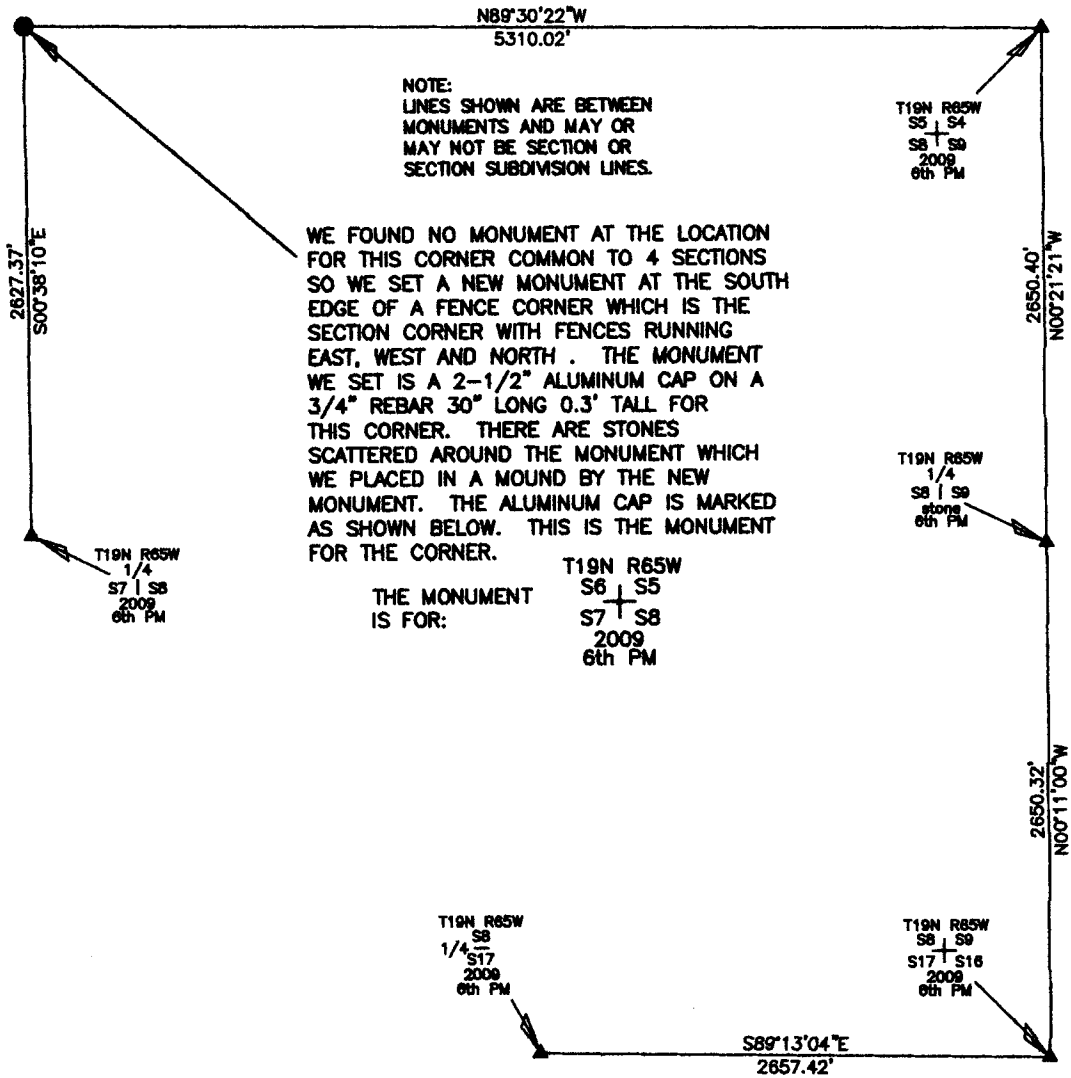 N89°30'22"W
5310.02'
NOTE:
LINES SHOWN ARE BETWEEN
MONUMENTS AND MAY OR
MAY NOT BE SECTION OR
SECTION SUBDIVISION LINES.
T19N R65W
S5 S4
S8 S9
2009
6th PM
2627.37'
S00°38'10"E
WE FOUND NO MONUMENT AT THE LOCATION
FOR THIS CORNER COMMON TO 4 SECTIONS
SO WE SET A NEW MONUMENT AT THE SOUTH
EDGE OF A FENCE CORNER WHICH IS THE
SECTION CORNER WITH FENCES RUNNING
EAST, WEST AND NORTH . THE MONUMENT
WE SET IS A 2-1/2" ALUMINUM CAP ON A
3/4" REBAR 30" LONG 0.3' TALL FOR
THIS CORNER. THERE ARE STONES
SCATTERED AROUND THE MONUMENT WHICH
WE PLACED IN A MOUND BY THE NEW
MONUMENT. THE ALUMINUM CAP IS MARKED
AS SHOWN BELOW. THIS IS THE MONUMENT
FOR THE CORNER.
2650.40'
N00°21'21"W
T19N R65W
1/4
S8 | S9
stone
6th PM
T19N R65W
1/4
S7 | S8
2009
6th PM
THE MONUMENT
IS FOR:
T19N R65W
S6 S5
S7 S8
2009
6th PM
2650.32'
N00°11'00"W
T19N R65W
S8
1/4
S17
2009
6th PM
T19N R65W
S8 S9
S17 S16
2009
6th PM
S89°13'04"E
2657.42'